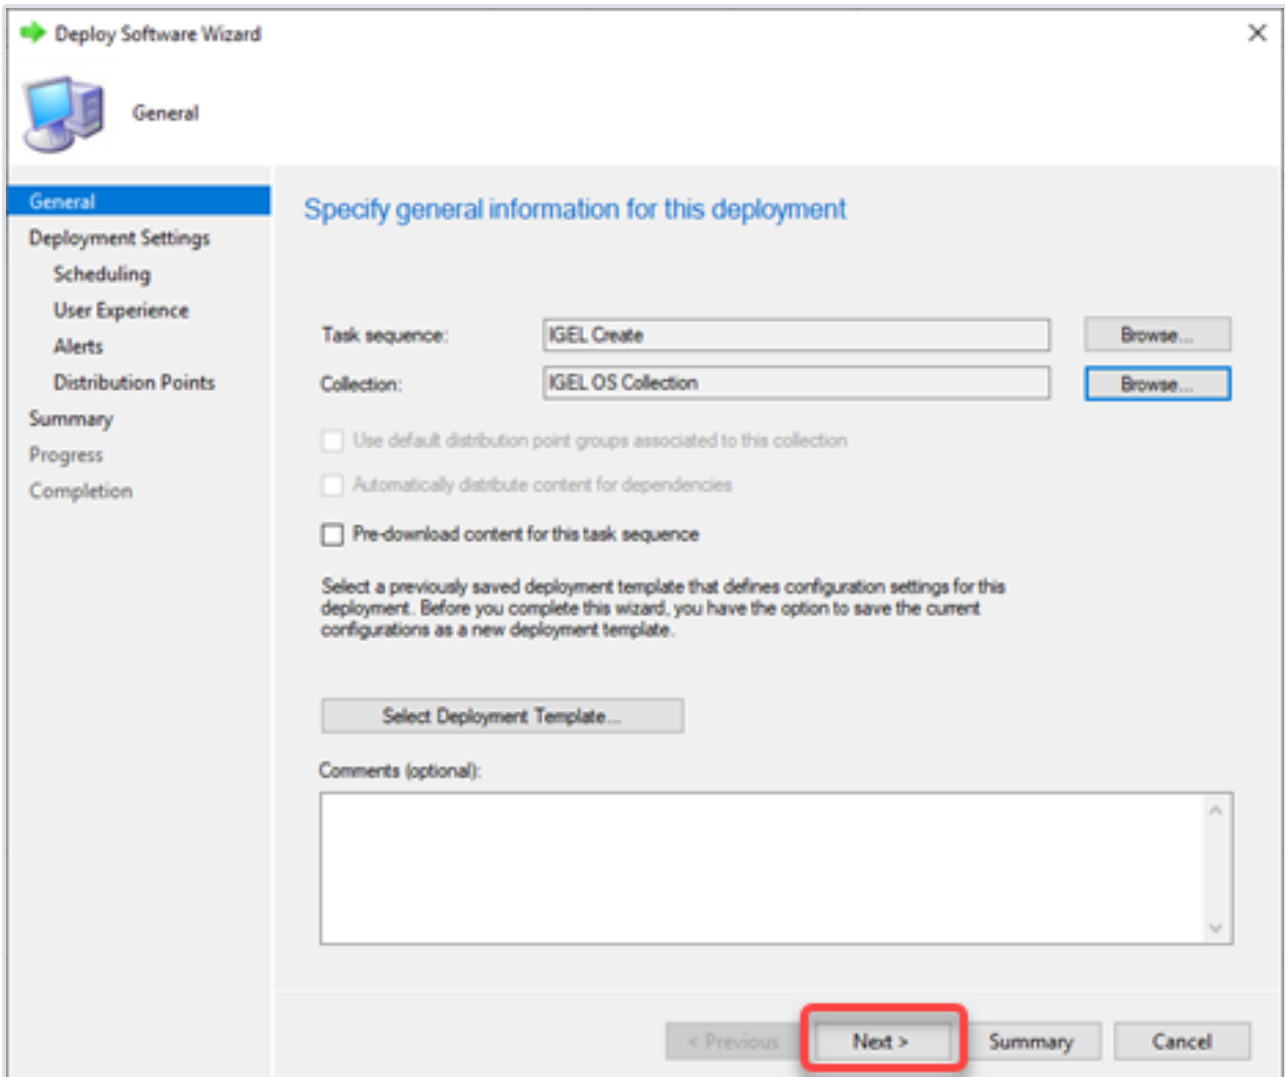 Deploy Software Wizard
General
General
Deployment Settings
Scheduling
User Experience
Alerts
Distribution Points
Summary
Progress
Completion
Specify general information for this deployment
Task sequence: IGEL Create Browse...
Collection: IGEL OS Collection Browse...
Use default distribution point groups associated to this collection
Automatically distribute content for dependencies
Pre-download content for this task sequence
Select a previously saved deployment template that defines configuration settings for this
deployment. Before you complete this wizard, you have the option to save the current
configurations as a new deployment template.
Select Deployment Template...
Comments (optional):
< Previous Next > Summary Cancel